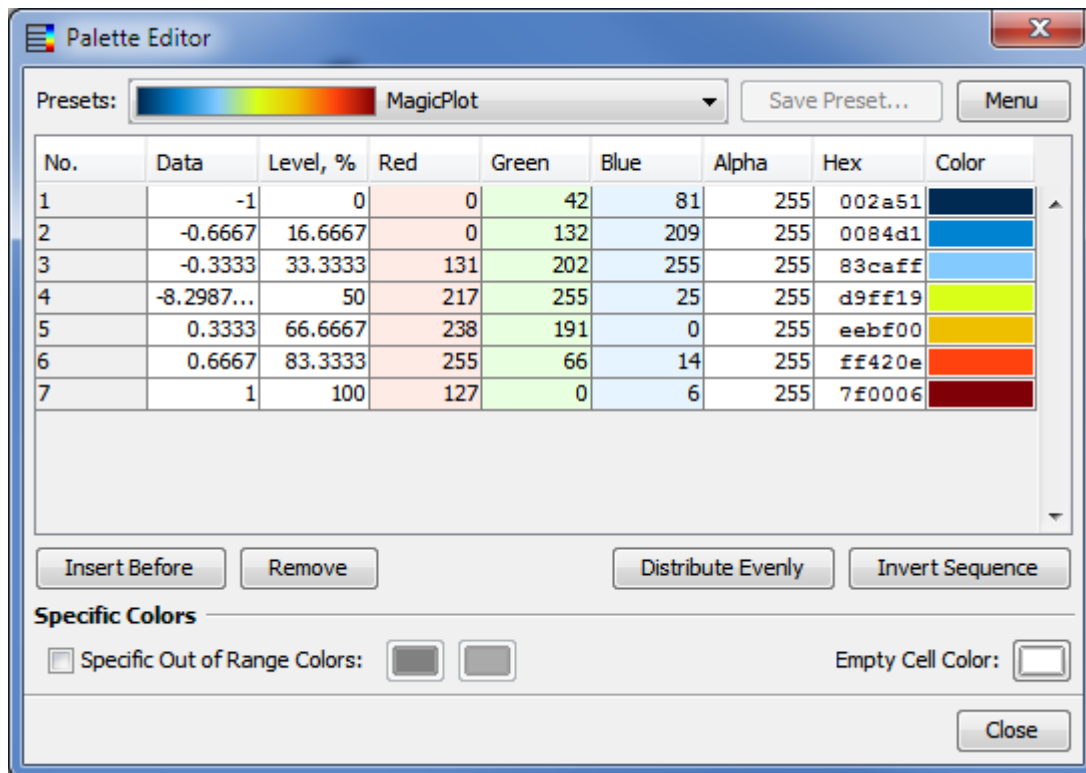 Palette Editor
Presets: MagicPlot Save Preset... Menu
No. Data Level, % Red Green Blue Alpha Hex Color
1 -1 0 0 42 81 255 002a51
2 -0.6667 16.6667 0 132 209 255 0084d1
3 -0.3333 33.3333 131 202 255 255 83caff
4 -8.2987... 50 217 255 25 255 d9ff19
5 0.3333 66.6667 238 191 0 255 eebf00
6 0.6667 83.3333 255 66 14 255 ff420e
7 1 100 127 0 6 255 7f0006
Insert Before Remove Distribute Evenly Invert Sequence
Specific Colors
Specific Out of Range Colors: Empty Cell Color:
Close